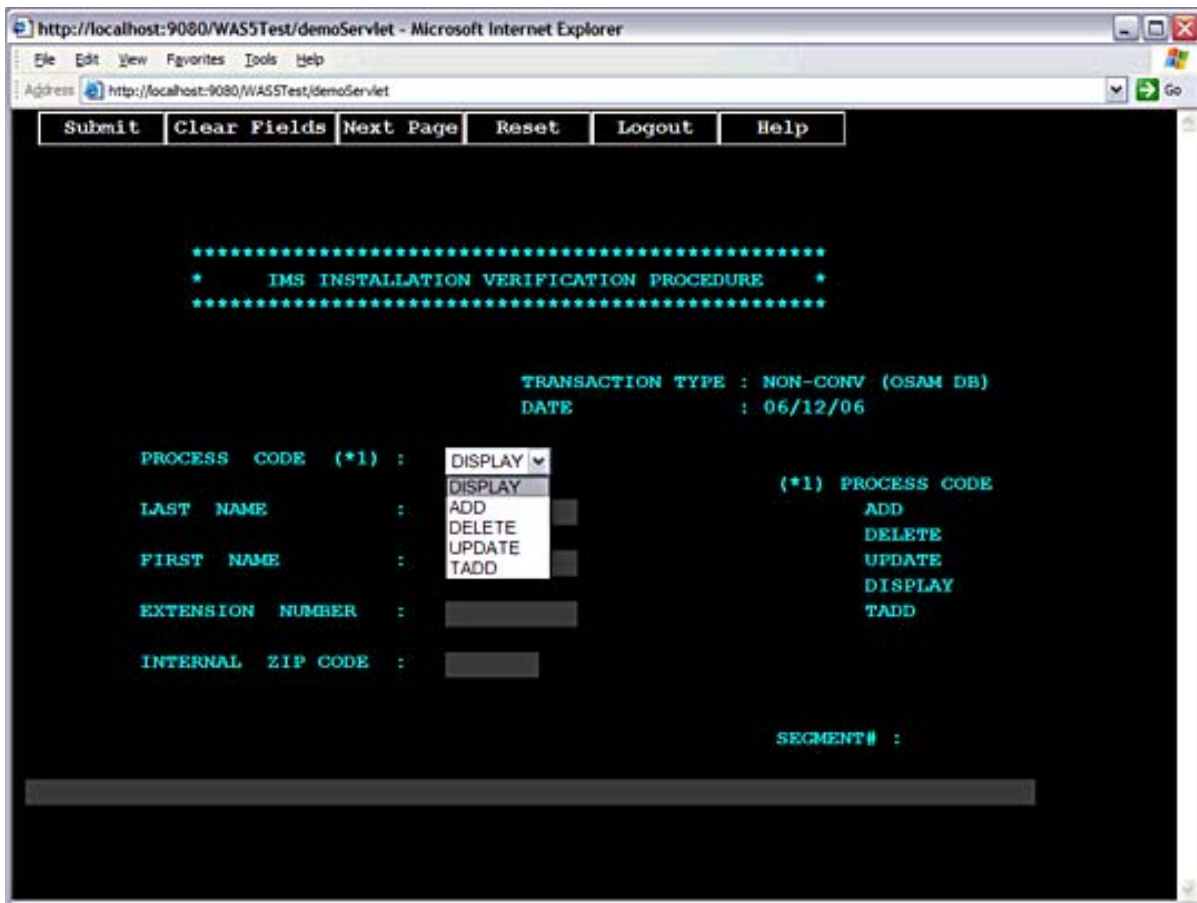 http://localhost:9080/WAS5Test/demoServlet - Microsoft Internet Explorer
File Edit View Favorites Tools Help
Address http://localhost:9080/WAS5Test/demoServlet Go
Submit Clear Fields Next Page Reset Logout Help
**************************************************
* IMS INSTALLATION VERIFICATION PROCEDURE *
**************************************************
TRANSACTION TYPE : NON-CONV (OSAM DB)
DATE : 06/12/06
PROCESS CODE (*1) : DISPLAY
DISPLAY
ADD
DELETE
UPDATE
TADD
(*1) PROCESS CODE
ADD
DELETE
UPDATE
DISPLAY
TADD
LAST NAME :
FIRST NAME :
EXTENSION NUMBER :
INTERNAL ZIP CODE :
SEGMENT# :